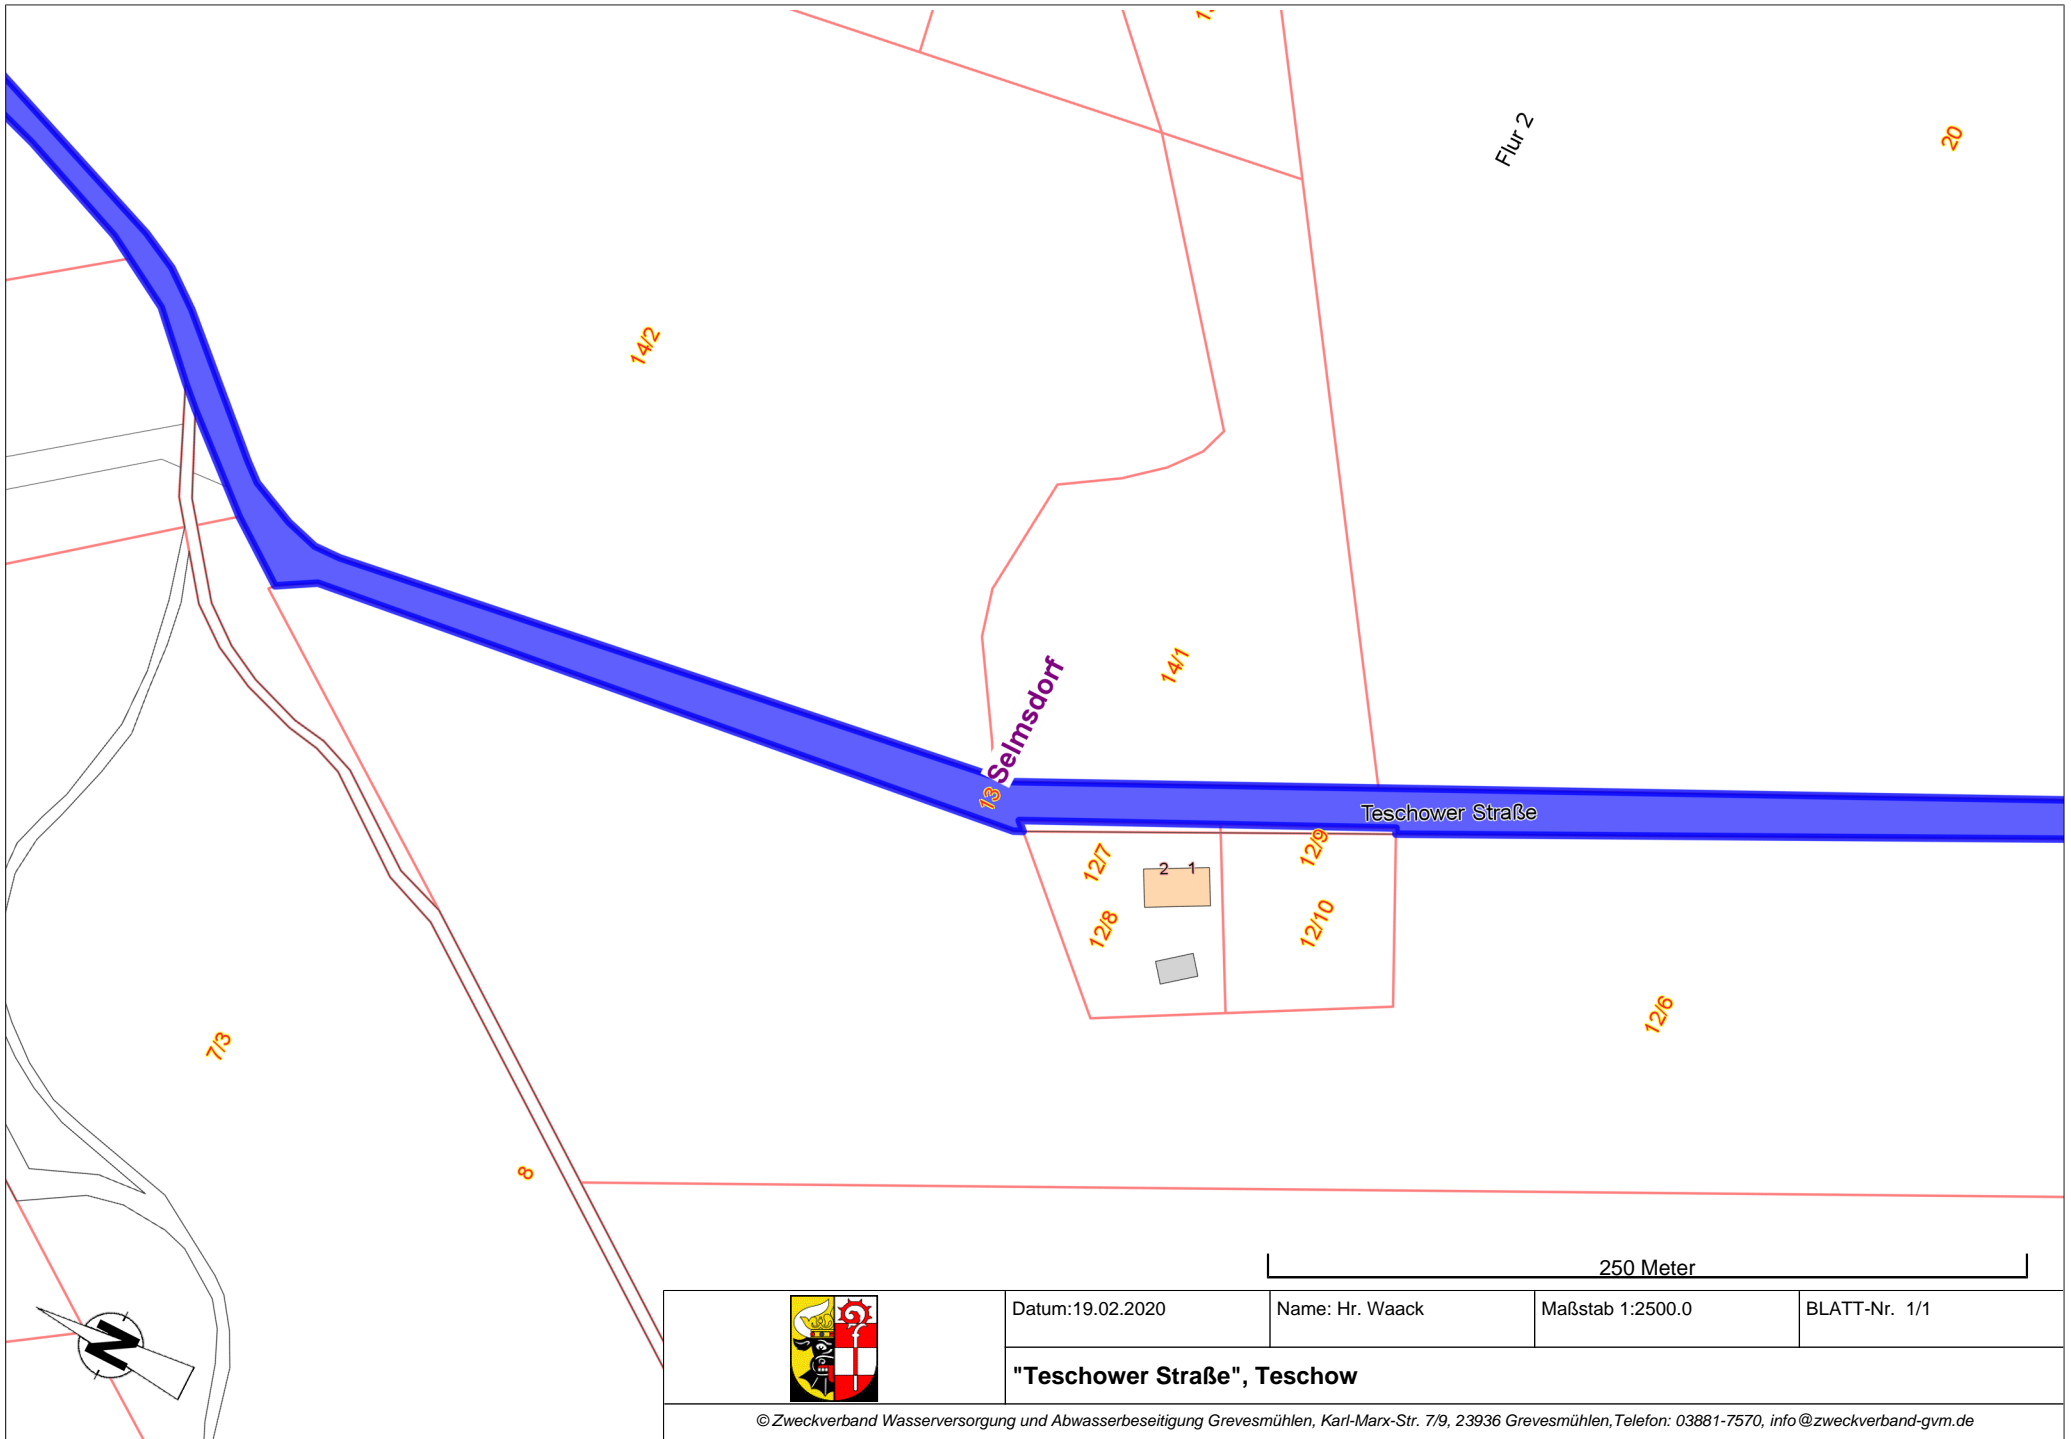 Flur 2
20
14/2
14/1
Selmsdorf
13
Teschower Straße
12/7
2 1
12/9
12/8
12/10
12/6
7/3
8
N
250 Meter
Datum:19.02.2020
Name: Hr. Waack
Maßstab 1:2500.0
BLATT-Nr. 1/1
"Teschower Straße", Teschow
© Zweckverband Wasserversorgung und Abwasserbeseitigung Grevesmühlen, Karl-Marx-Str. 7/9, 23936 Grevesmühlen,Telefon: 03881-7570, info@zweckverband-gvm.de